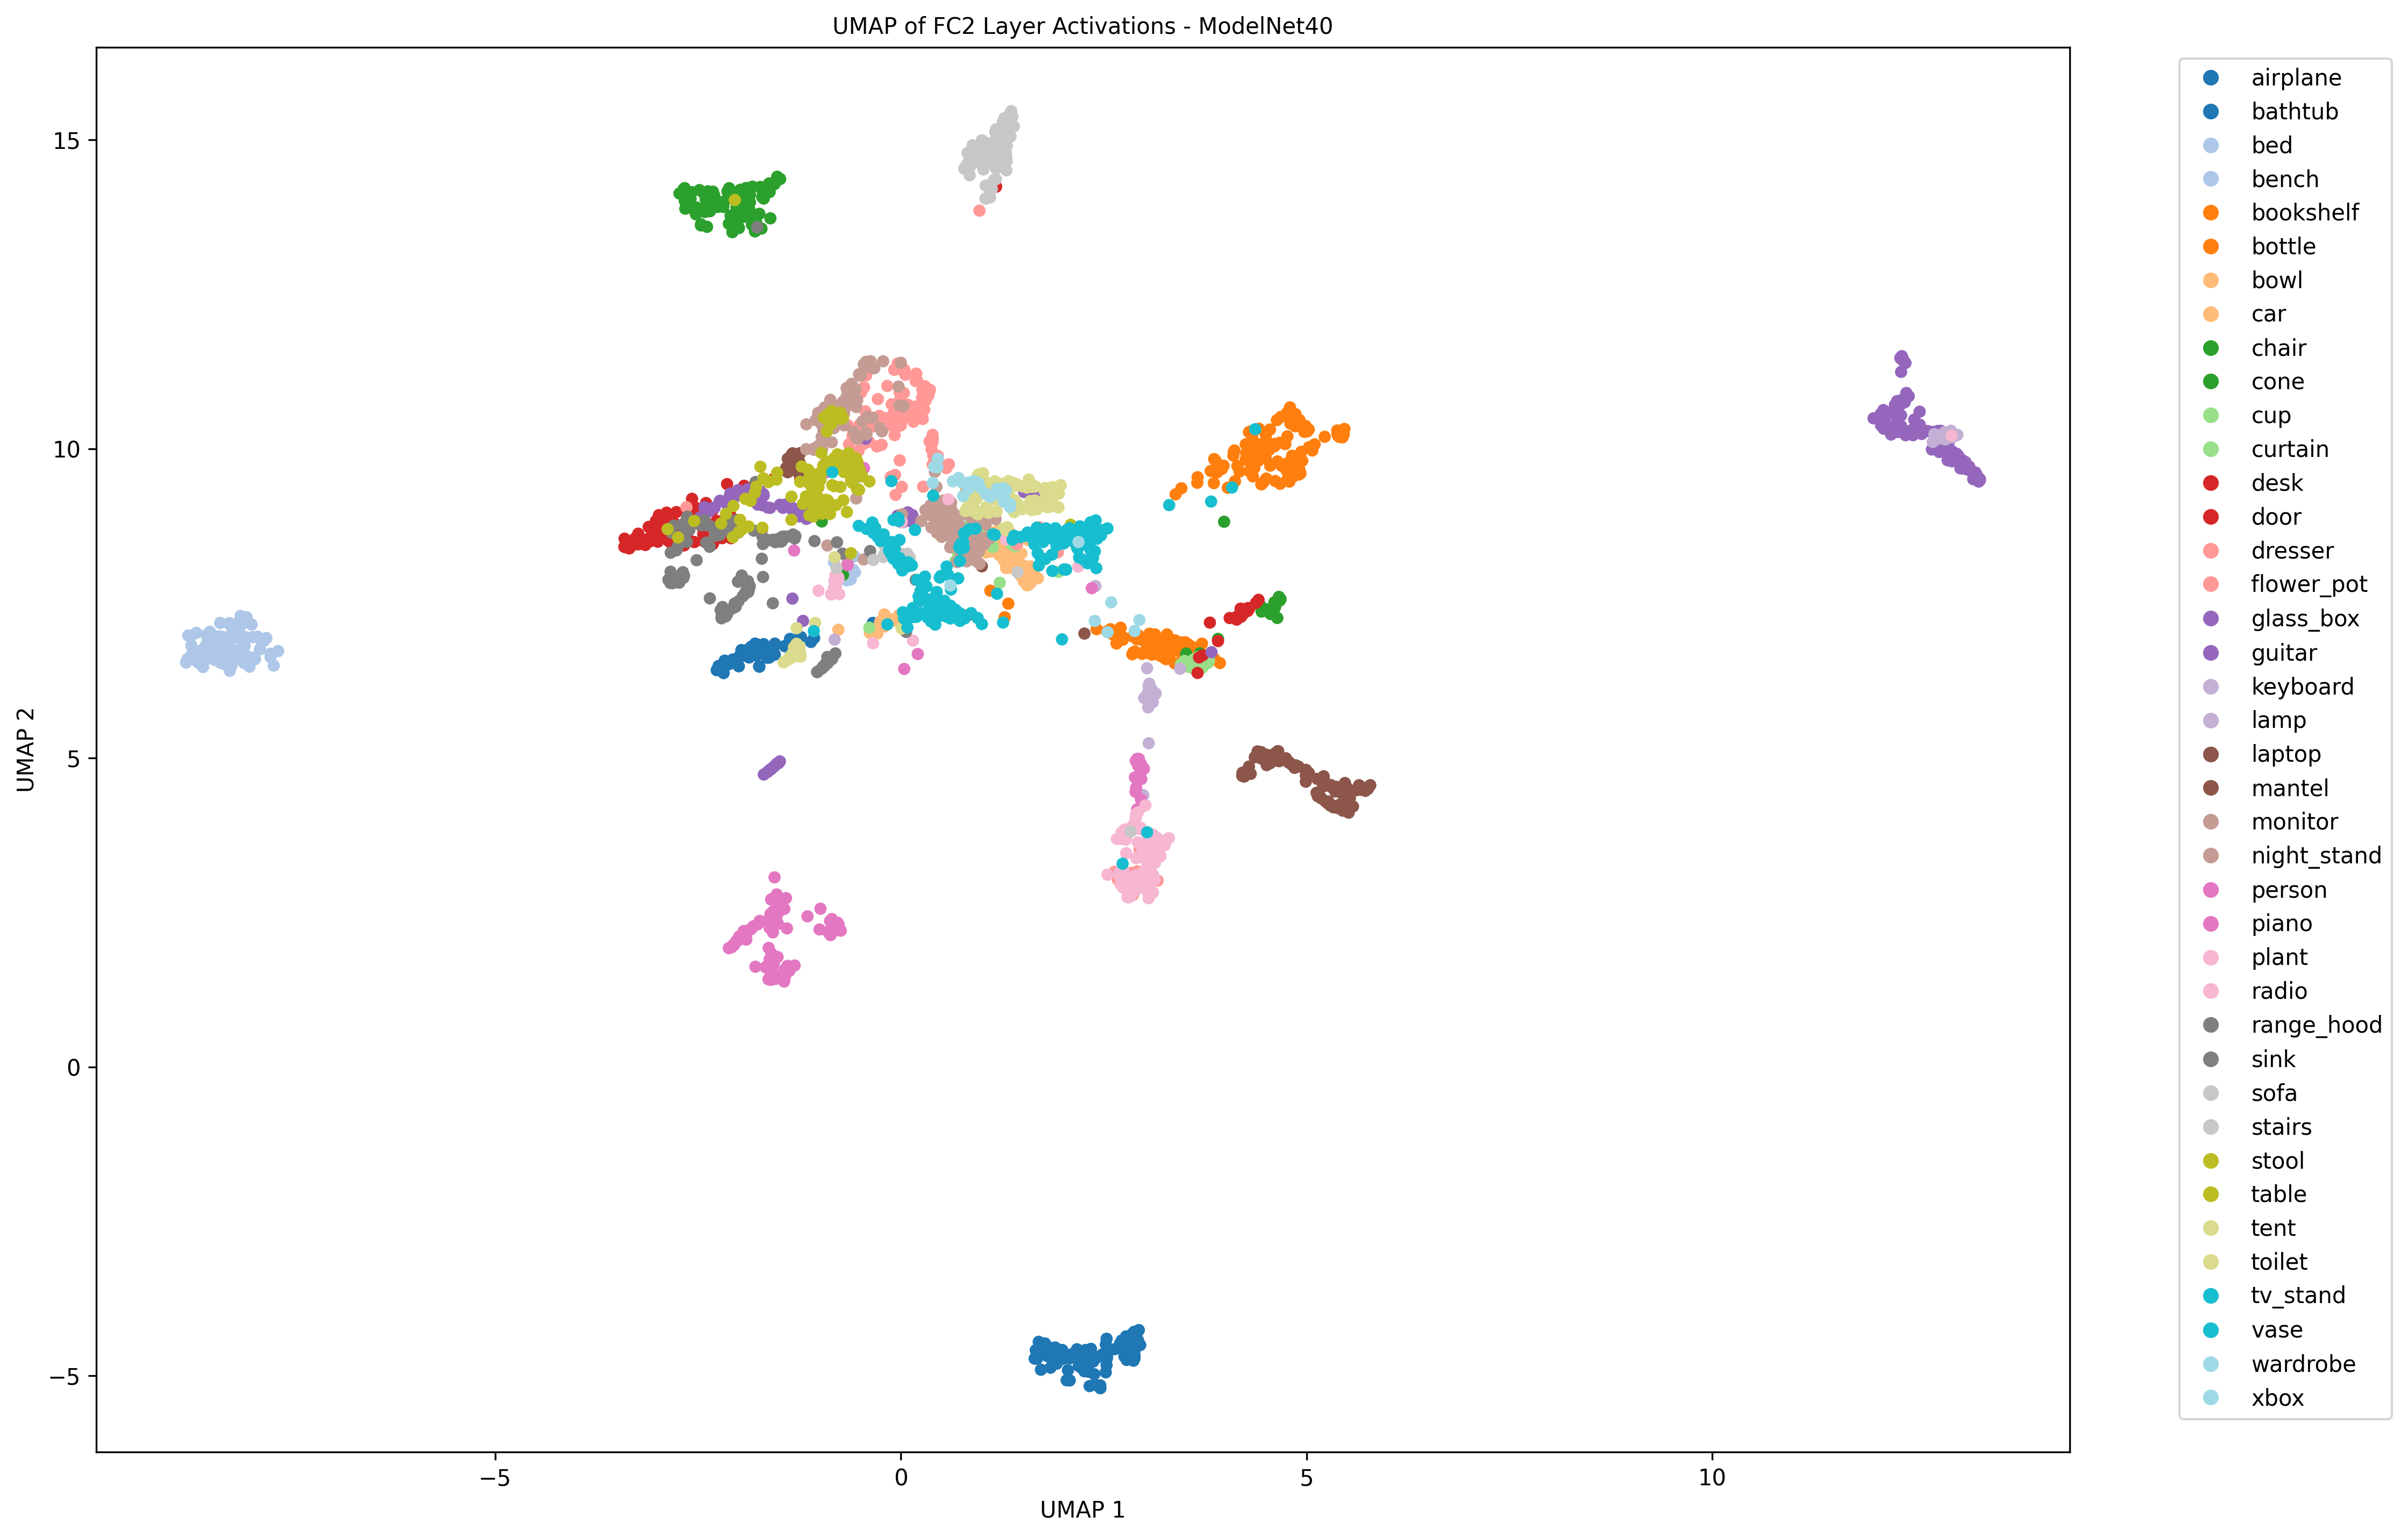 UMAP of FC2 Layer Activations - ModelNet40
15
10
5
0
−5
UMAP 2
−5
0
5
10
UMAP 1
airplane
bathtub
bed
bench
bookshelf
bottle
bowl
car
chair
cone
cup
curtain
desk
door
dresser
flower_pot
glass_box
guitar
keyboard
lamp
laptop
mantel
monitor
night_stand
person
piano
plant
radio
range_hood
sink
sofa
stairs
stool
table
tent
toilet
tv_stand
vase
wardrobe
xbox